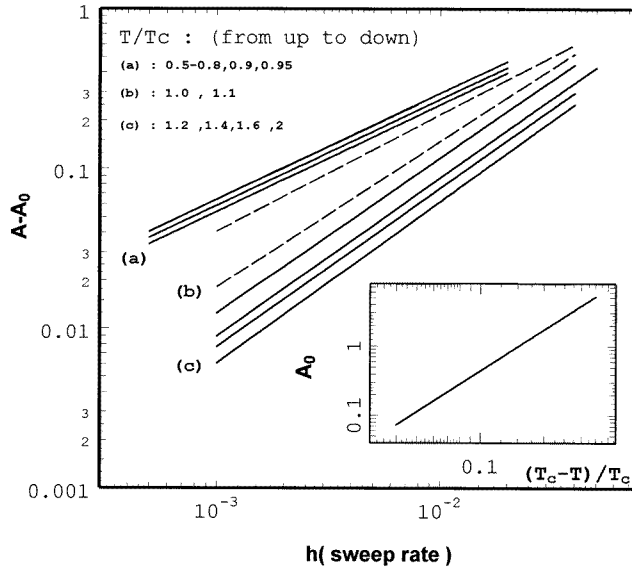 1
T/Tc : (from up to down)
(a) : 0.5-0.8,0.9,0.95
3
(b) : 1.0 , 1.1
2
(c) : 1.2 ,1.4,1.6 ,2
0.1
A-A0
3
(a)
2
(b)
0.01
(c)
3
2
0.001
10-3
10-2
h( sweep rate )
A0
1
0.1
0.1
(Tc-T)/Tc